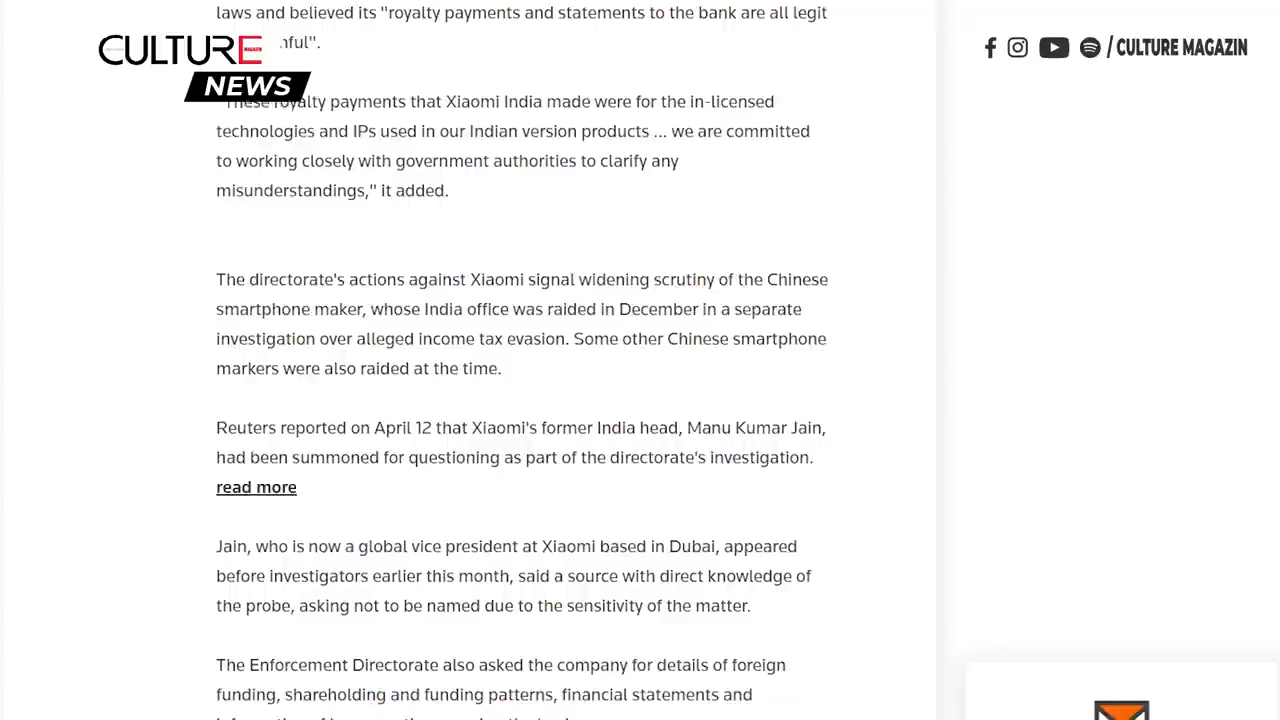 laws and believed its "royalty payments and statements to the bank are all legit
CULTURE
NEWS
/ CULTURE MAGAZIN
royalty payments that Xiaomi India made were for the in-licensed
technologies and IPs used in our Indian version products ... we are committed
to working closely with government authorities to clarify any
misunderstandings," it added.
The directorate's actions against Xiaomi signal widening scrutiny of the Chinese
smartphone maker, whose India office was raided in December in a separate
investigation over alleged income tax evasion. Some other Chinese smartphone
markers were also raided at the time.
Reuters reported on April 12 that Xiaomi's former India head, Manu Kumar Jain,
had been summoned for questioning as part of the directorate's investigation.
read more
Jain, who is now a global vice president at Xiaomi based in Dubai, appeared
before investigators earlier this month, said a source with direct knowledge of
the probe, asking not to be named due to the sensitivity of the matter.
The Enforcement Directorate also asked the company for details of foreign
funding, shareholding and funding patterns, financial statements and